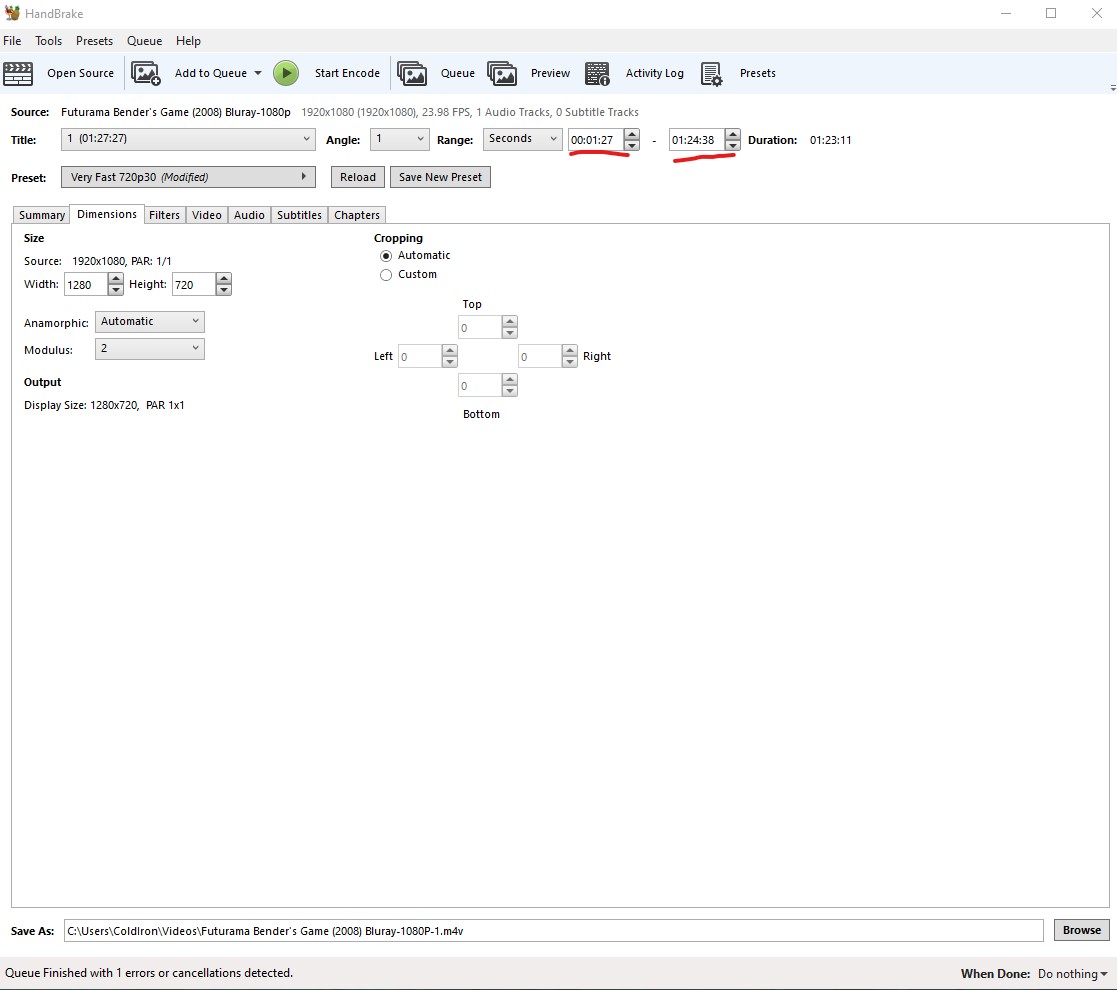 HandBrake
File Tools Presets Queue Help
Open Source Add to Queue Start Encode Queue Preview Activity Log Presets
Source: Futurama Bender`s Game (2008) Bluray-1080p 1920x1080 (1920x1080), 23.98 FPS, 1 Audio Tracks, 0 Subtitle Tracks
Title: 1 (01:27:27) Angle: 1 Range: Seconds 00:01:27 - 01:24:38 Duration: 01:23:11
Preset: Very Fast 720p30 (Modified) Reload Save New Preset
Summary Dimensions Filters Video Audio Subtitles Chapters
Size
Source: 1920x1080, PAR: 1/1
Width: 1280 Height: 720
Anamorphic: Automatic
Modulus: 2
Output
Display Size: 1280x720, PAR 1x1
Cropping
Automatic
Custom
Top
0
Left 0 0 Right
0
Bottom
Save As: C:\Users\ColdIron\Videos\Futurama Bender`s Game (2008) Bluray-1080P-1.m4v Browse
Queue Finished with 1 errors or cancellations detected. When Done: Do nothing